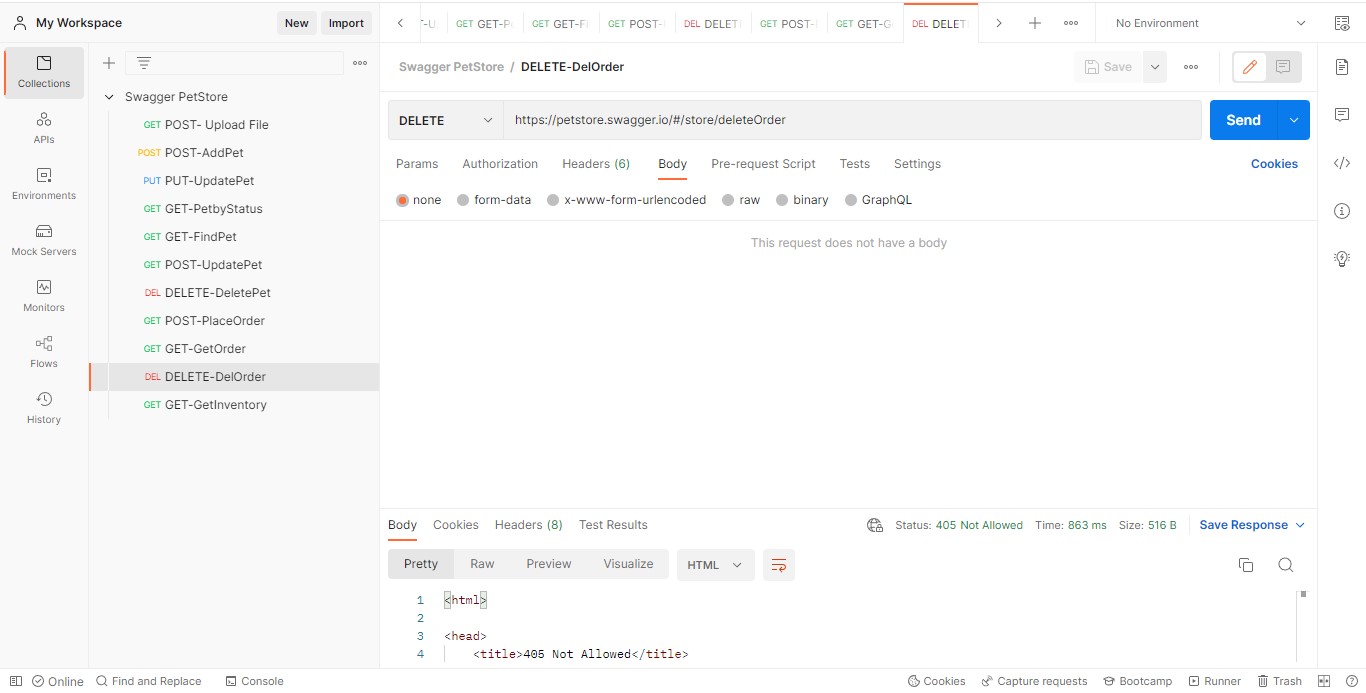 My Workspace
New
Import
GET GET-P
GET GET-F
GET POST-
DEL DELET
GET POST-
GET GET-G
DEL DELET
No Environment
Collections
APIs
Environments
Mock Servers
Monitors
Flows
History
Swagger PetStore
GET POST- Upload File
POST POST-AddPet
PUT PUT-UpdatePet
GET GET-PetbyStatus
GET GET-FindPet
GET POST-UpdatePet
DEL DELETE-DeletePet
GET POST-PlaceOrder
GET GET-GetOrder
DEL DELETE-DelOrder
GET GET-GetInventory
Swagger PetStore / DELETE-DelOrder
Save
DELETE
https://petstore.swagger.io/#/store/deleteOrder
Send
Params Authorization Headers (6) Body Pre-request Script Tests Settings
Cookies
none form-data x-www-form-urlencoded raw binary GraphQL
This request does not have a body
Body Cookies Headers (8) Test Results
Status: 405 Not Allowed Time: 863 ms Size: 516 B
Save Response
Pretty Raw Preview Visualize HTML
1 <html>
2
3 <head>
4 <title>405 Not Allowed</title>
Online Find and Replace Console
Cookies Capture requests Bootcamp Runner Trash